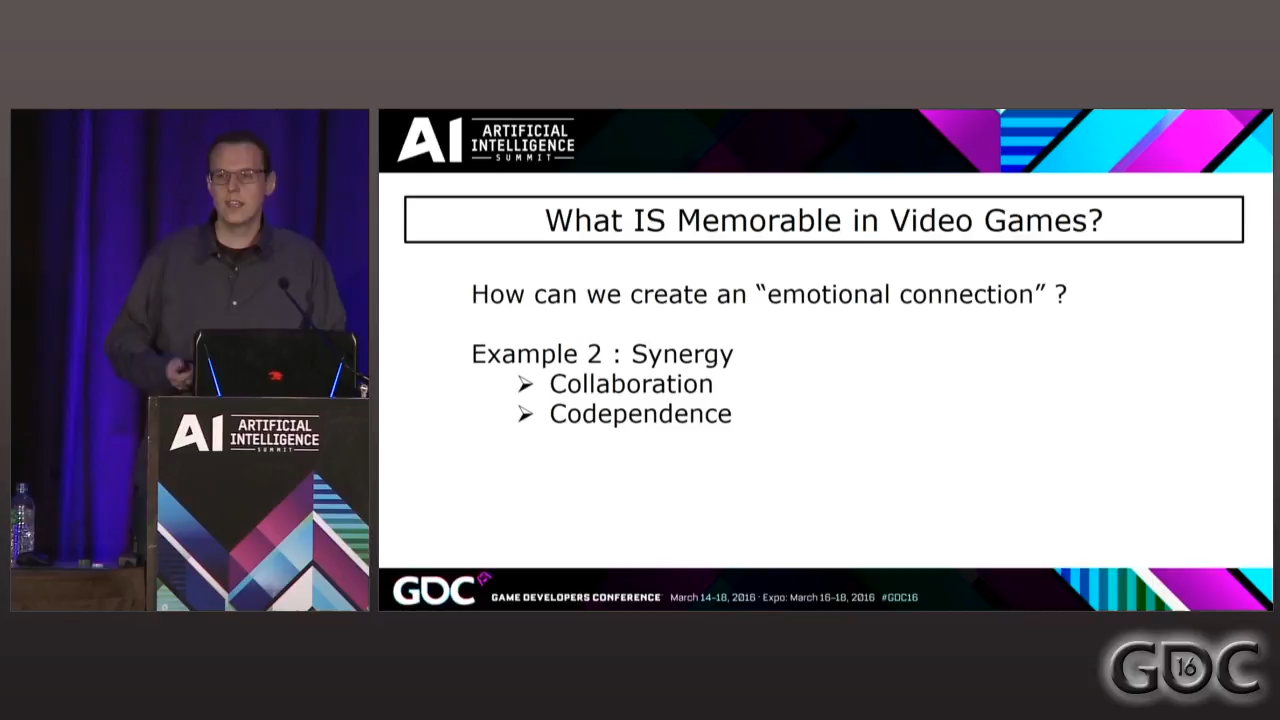 AI ARTIFICIAL
INTELLIGENCE
SUMMIT
What IS Memorable in Video Games?
How can we create an “emotional connection” ?
Example 2 : Synergy
➢ Collaboration
➢ Codependence
AI ARTIFICIAL
INTELLIGENCE
SUMMIT
GDC GAME DEVELOPERS CONFERENCE March 14–18, 2016 · Expo: March 16–18, 2016 #GDC16
GDC 16